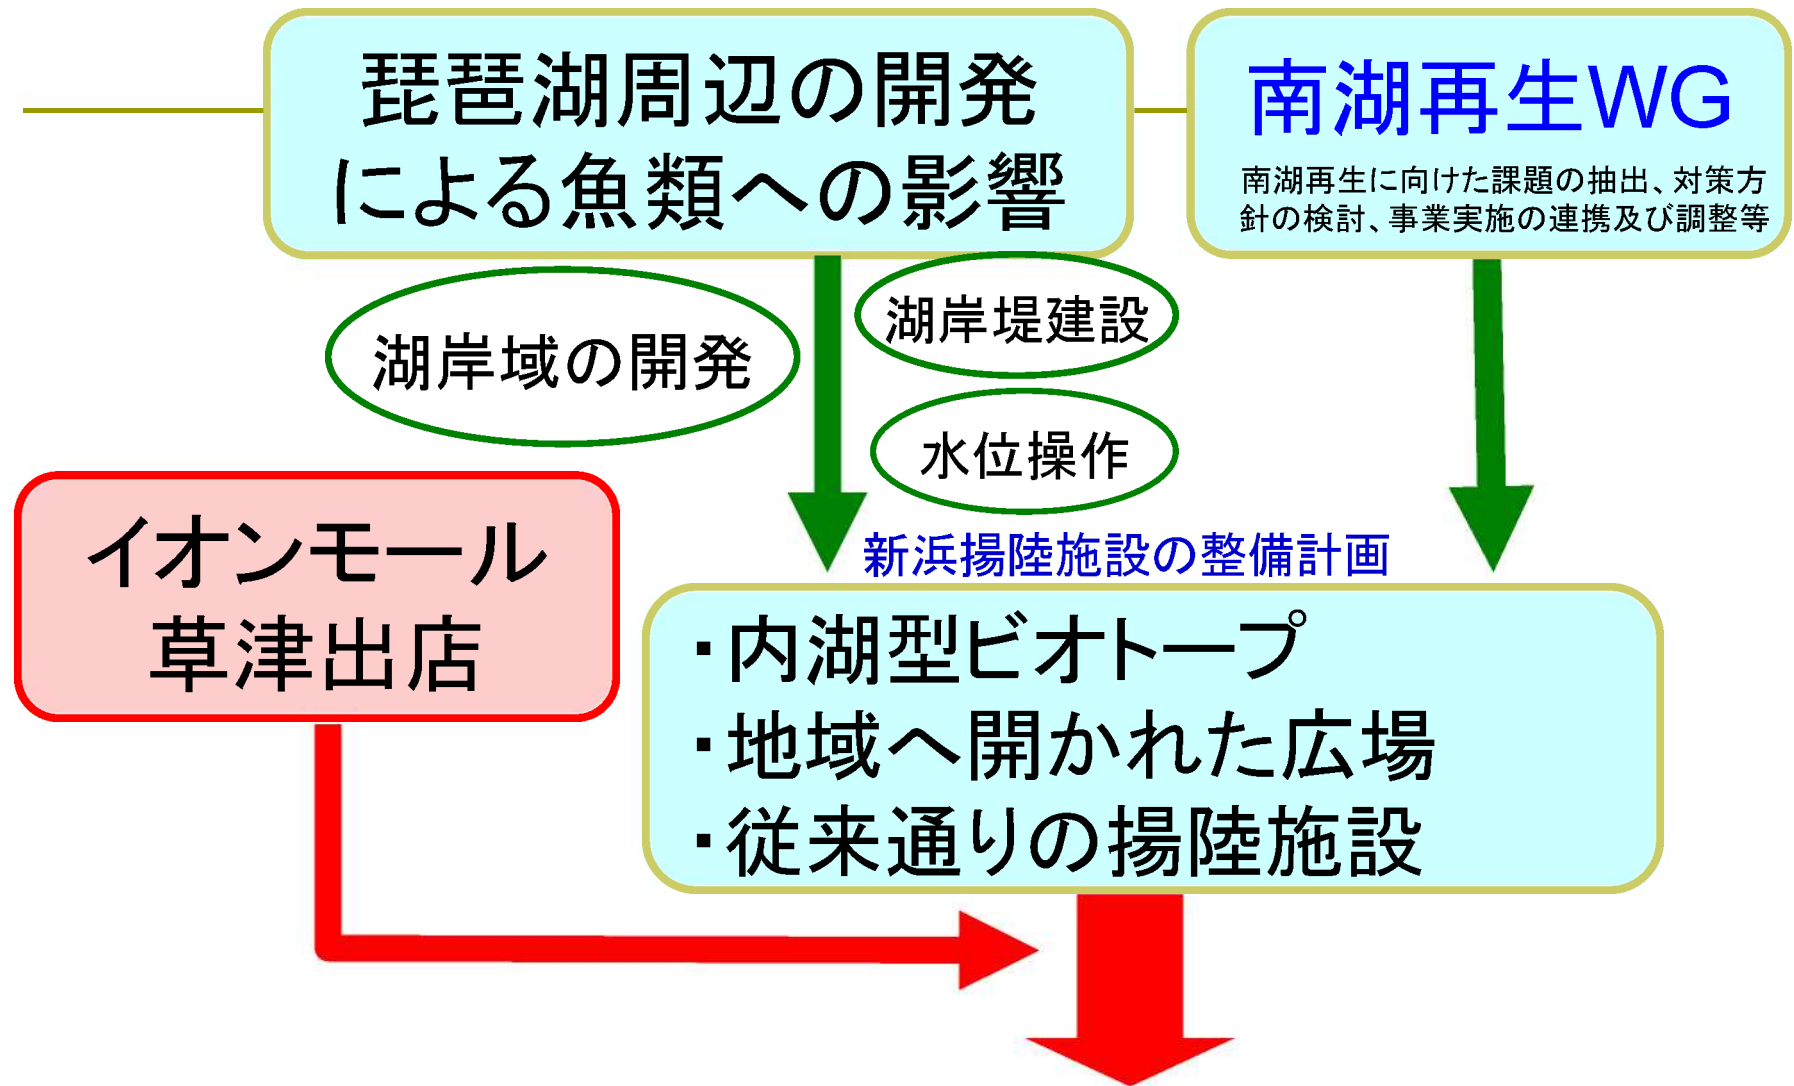 琵琶湖周辺の開発
による魚類への影響
南湖再生WG
南湖再生に向けた課題の抽出、対策方
針の検討、事業実施の連携及び調整等
湖岸域の開発
湖岸堤建設
水位操作
イオンモール
草津出店
新浜揚陸施設の整備計画
・内湖型ビオトープ
・地域へ開かれた広場
・従来通りの揚陸施設